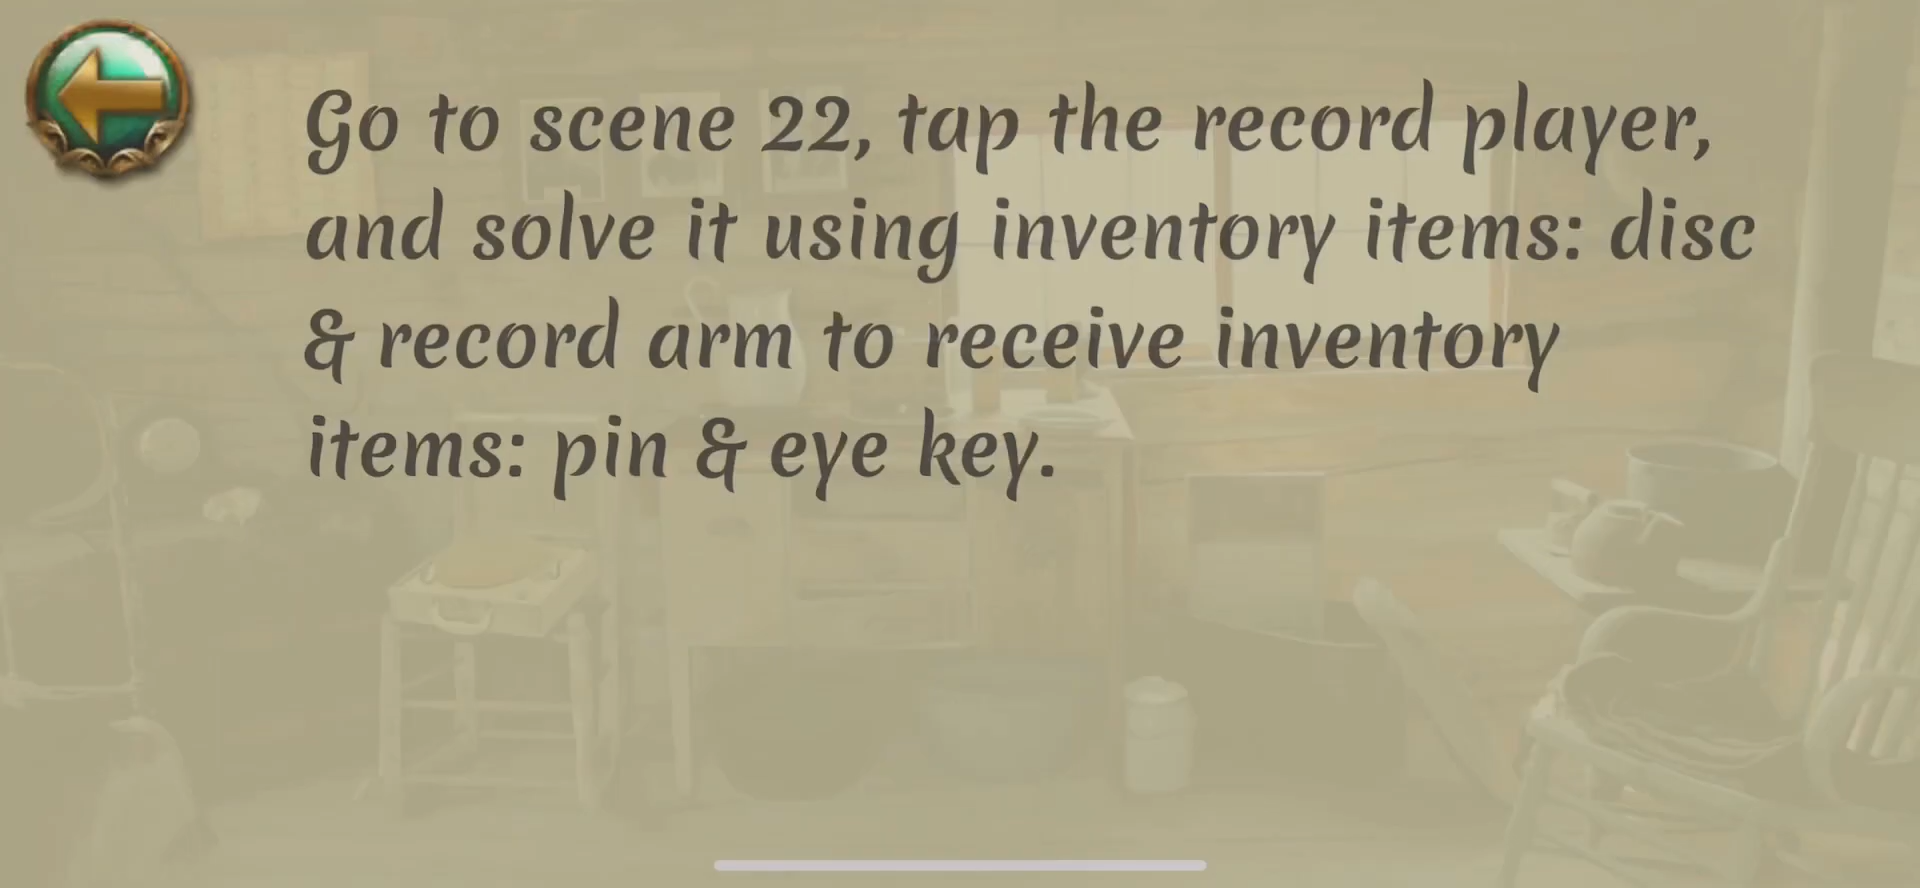 Go to scene 22, tap the record player,
and solve it using inventory items: disc
& record arm to receive inventory
items: pin & eye key.